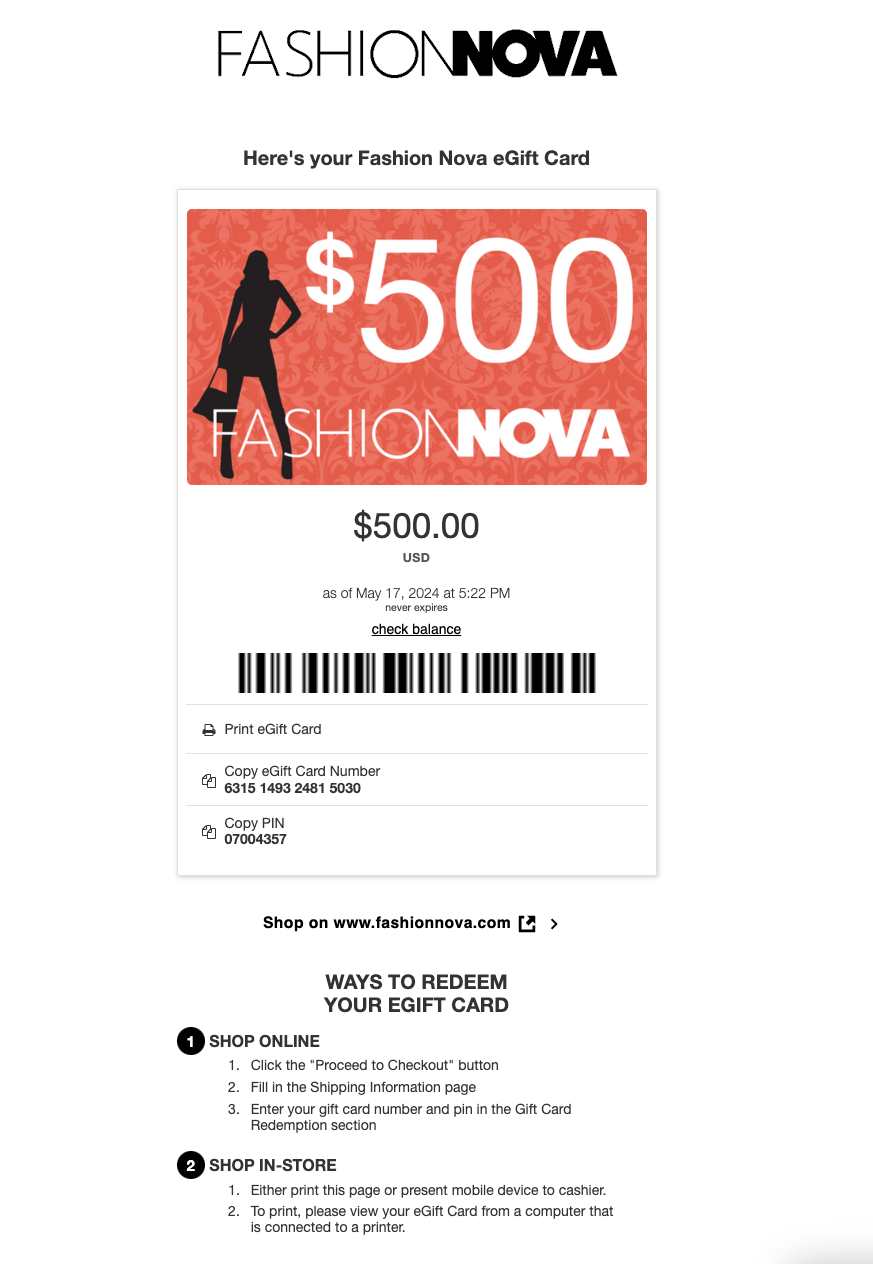 FASHIONNOVA
Here's your Fashion Nova eGift Card
$500
FASHIONNOVA
$500.00
USD
as of May 17, 2024 at 5:22 PM
never expires
check balance
Print eGift Card
Copy eGift Card Number
6315 1493 2481 5030
Copy PIN
07004357
Shop on www.fashionnova.com
WAYS TO REDEEM
YOUR EGIFT CARD
1 SHOP ONLINE
1. Click the "Proceed to Checkout" button
2. Fill in the Shipping Information page
3. Enter your gift card number and pin in the Gift Card
Redemption section
2 SHOP IN-STORE
1. Either print this page or present mobile device to cashier.
2. To print, please view your eGift Card from a computer that
is connected to a printer.